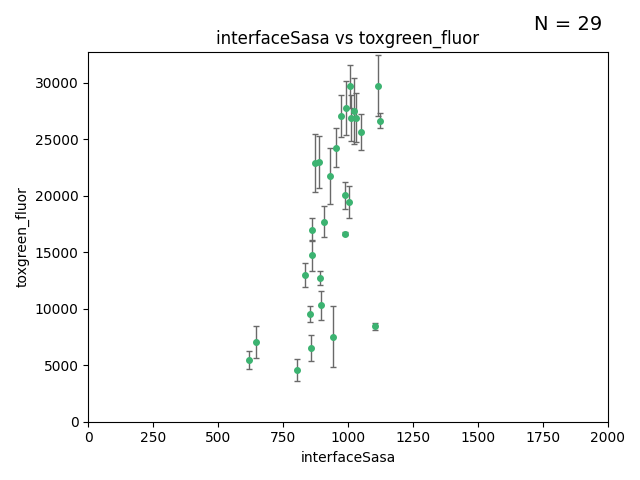 N = 29
interfaceSasa vs toxgreen_fluor
toxgreen_fluor
30000
25000
20000
15000
10000
5000
0
0 250 500 750 1000 1250 1500 1750 2000
interfaceSasa